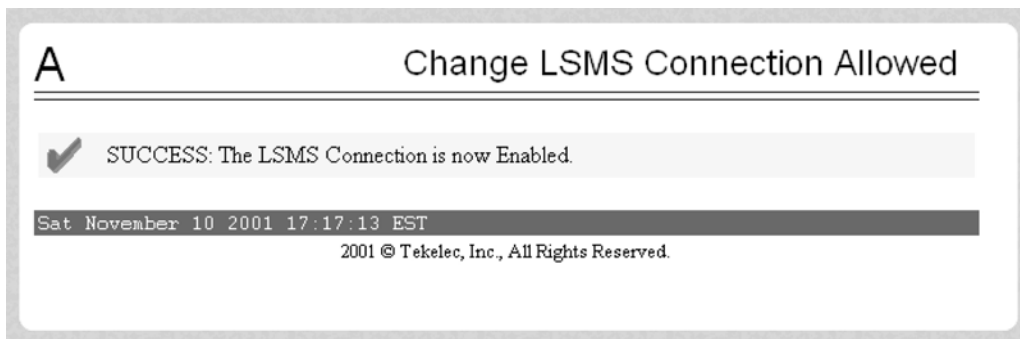 A
Change LSMS Connection Allowed
SUCCESS: The LSMS Connection is now Enabled.
Sat November 10 2001 17:17:13 EST
2001 © Tekelec, Inc., All Rights Reserved.